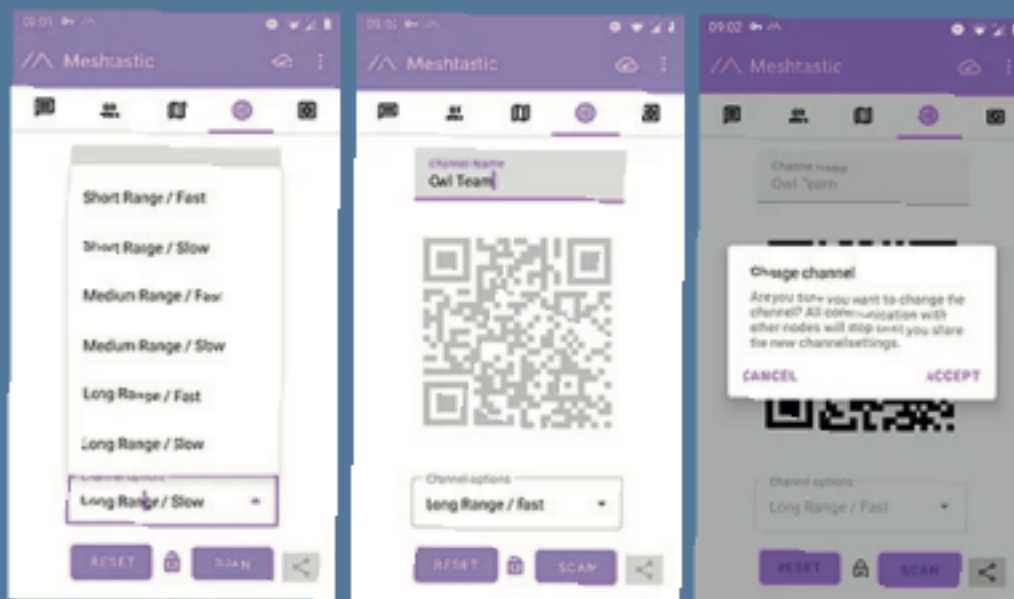 Meshtastic
Short Range / Fast
Short Range / Slow
Medium Range / Fast
Medium Range / Slow
Long Range / Fast
Long Range / Slow
Channel options
Long Range / Slow
RESET
SCAN
Meshtastic
Channel Name
Owl Team
Channel options
Long Range / Fast
RESET
SCAN
09:02
Meshtastic
Channel Name
Owl Team
Change channel
Are you sure you want to change the
channel? All communication with
other nodes will stop until you share
the new channel settings.
CANCEL
ACCEPT
Channel options
Long Range / Fast
RESET
SCAN